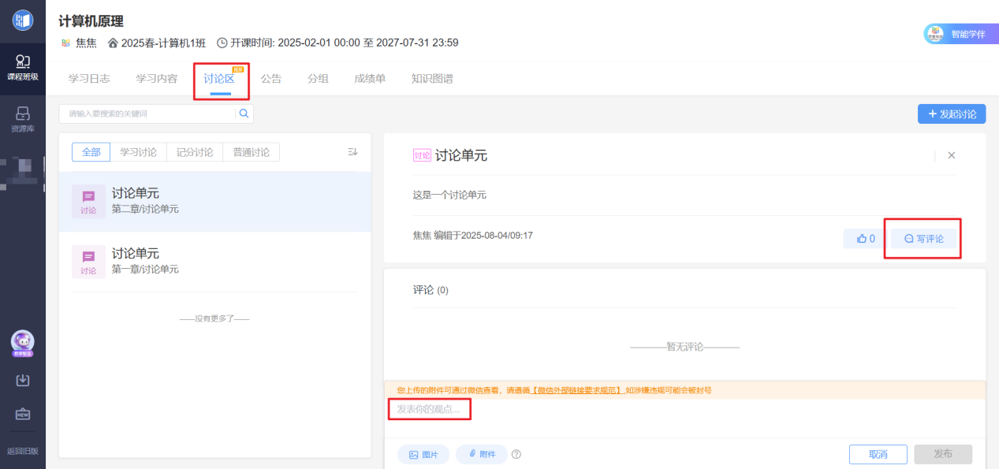 计算机原理
焦焦 2025春-计算机1班 开课时间: 2025-02-01 00:00 至 2027-07-31 23:59
智能学伴
课程班级
资源库
教学智友
返回旧版
学习日志 学习内容 讨论区 NEW 公告 分组 成绩单 知识图谱
请输入要搜索的关键词
+ 发起讨论
全部 学习讨论 记分讨论 普通讨论
讨论 讨论单元
第二章/讨论单元
讨论 讨论单元
第一章/讨论单元
——没有更多了——
讨论 讨论单元
这是一个讨论单元
焦焦 编辑于2025-08-04/09:17
0 写评论
评论 (0)
————暂无评论————
您上传的附件可通过微信查看，请遵循【微信外部链接要求规范】,如涉嫌违规可能会被封号
发表你的观点...
图片 附件
取消 发布
NEW